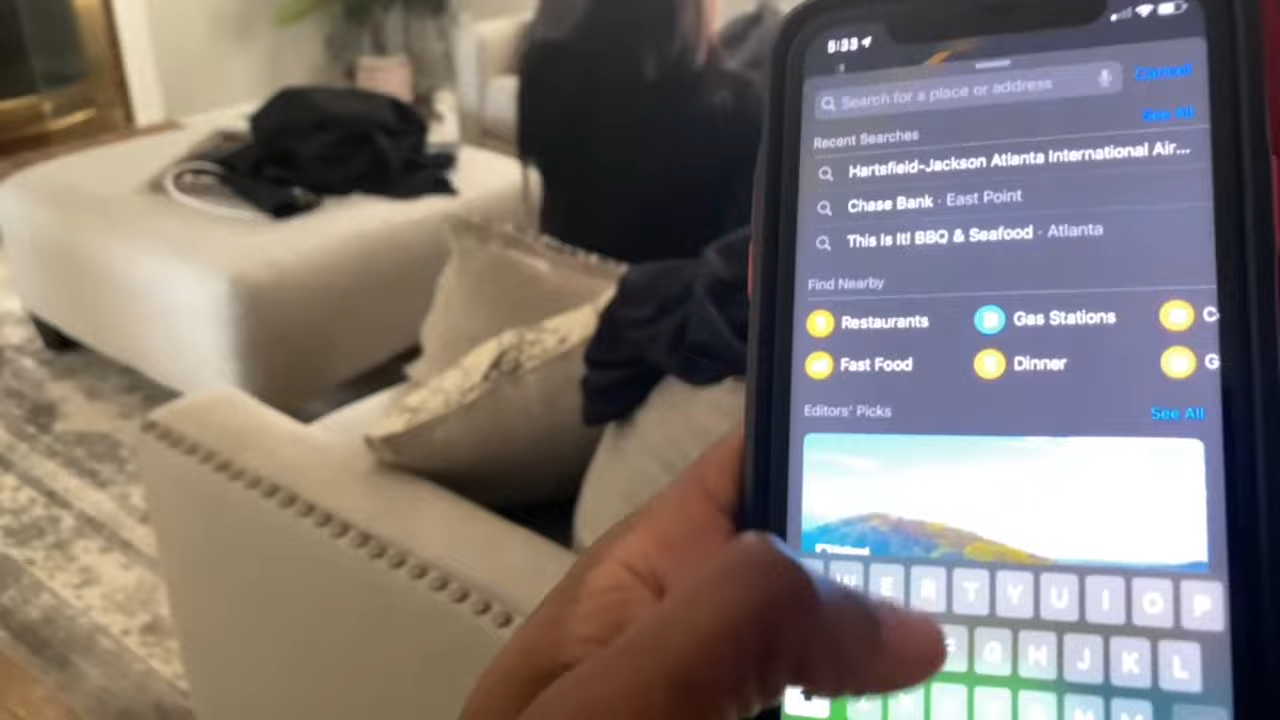 5:33
Search for a place or address
Cancel
See All
Recent Searches
Hartsfield-Jackson Atlanta International Air...
Chase Bank · East Point
This Is It! BBQ & Seafood · Atlanta
Find Nearby
Restaurants
Gas Stations
C
Fast Food
Dinner
G
Editors' Picks
See All
W E R T Y U I O P
F G H J K L